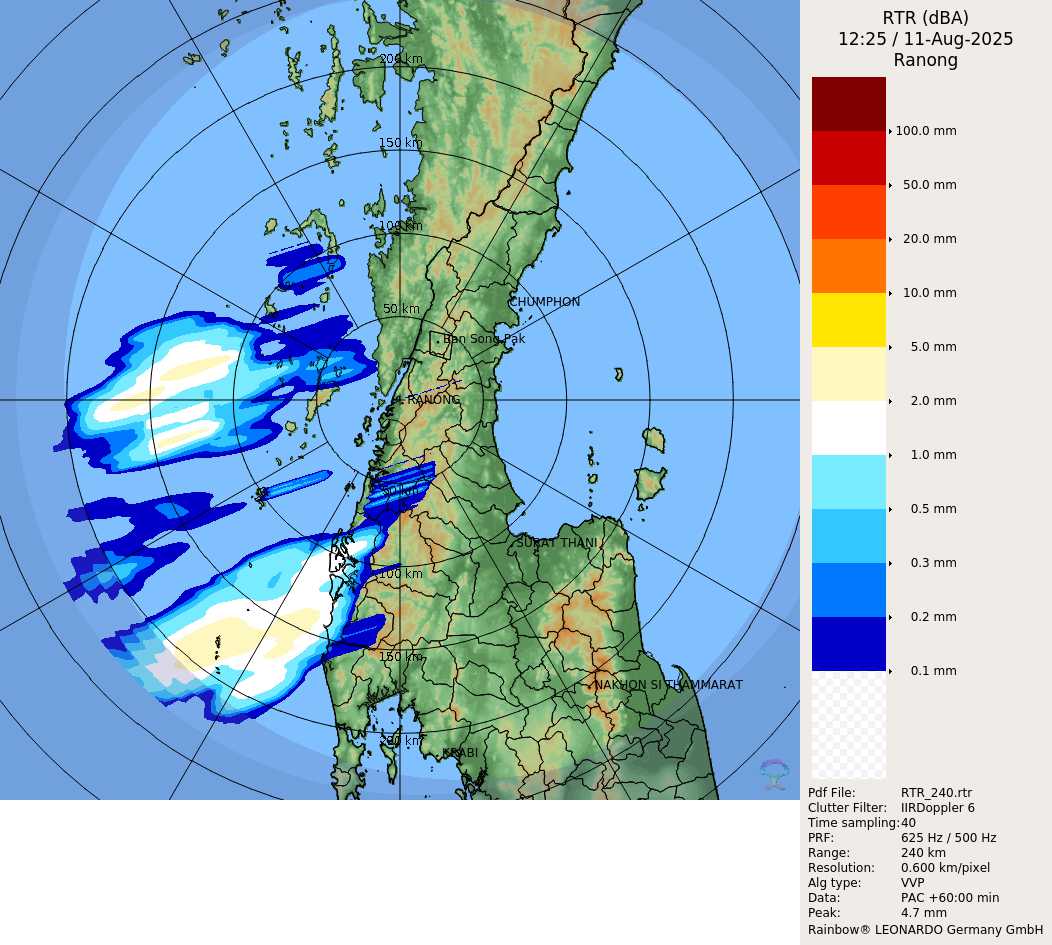 RTR (dBA)
12:25 / 11-Aug-2025
Ranong
200 km
150 km
100 km
50 km
CHUMPHON
Ban Song Pak
RANONG
50 km
SURAT THANI
100 km
150 km
NAKHON SI THAMMARAT
200 km
KRABI
100.0 mm
50.0 mm
20.0 mm
10.0 mm
5.0 mm
2.0 mm
1.0 mm
0.5 mm
0.3 mm
0.2 mm
0.1 mm
Pdf File: RTR_240.rtr
Clutter Filter: IIRDoppler 6
Time sampling:40
PRF: 625 Hz / 500 Hz
Range: 240 km
Resolution: 0.600 km/pixel
Alg type: VVP
Data: PAC +60:00 min
Peak: 4.7 mm
Rainbow® LEONARDO Germany GmbH